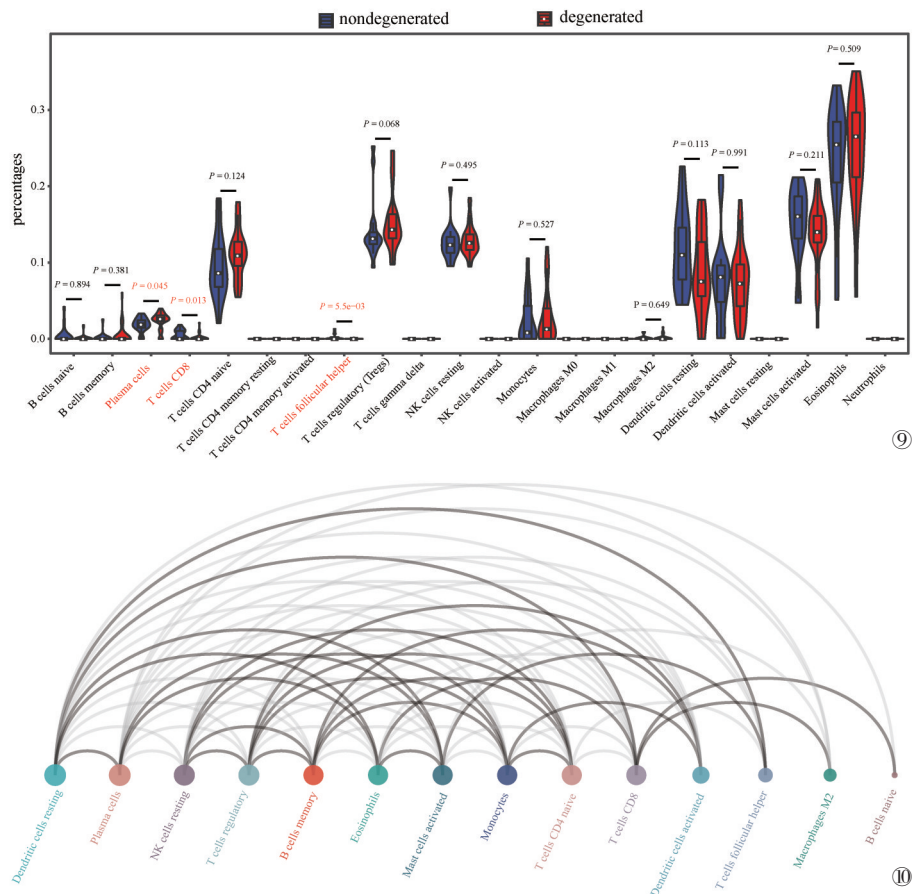 nondegenerated
degenerated
percentages
0.3
0.2
0.1
0.0
P = 0.894
P = 0.381
P = 0.045
P = 0.013
P = 0.124
P = 5.5e−03
P = 0.068
P = 0.495
P = 0.527
P = 0.649
P = 0.113
P = 0.991
P = 0.211
P = 0.509
B cells naive
B cells memory
Plasma cells
T cells CD8
T cells CD4 naive
T cells CD4 memory resting
T cells CD4 memory activated
T cells follicular helper
T cells regulatory (Tregs)
T cells gamma delta
NK cells resting
NK cells activated
Monocytes
Macrophages M0
Macrophages M1
Macrophages M2
Dendritic cells resting
Dendritic cells activated
Mast cells resting
Mast cells activated
Eosinophils
Neutrophils
⑨
Dendritic cells resting
Plasma cells
NK cells resting
T cells regulatory
B cells memory
Eosinophils
Mast cells activated
Monocytes
T cells CD4 naive
T cells CD8
Dendritic cells activated
T cells follicular helper
Macrophages M2
B cells naive
⑩